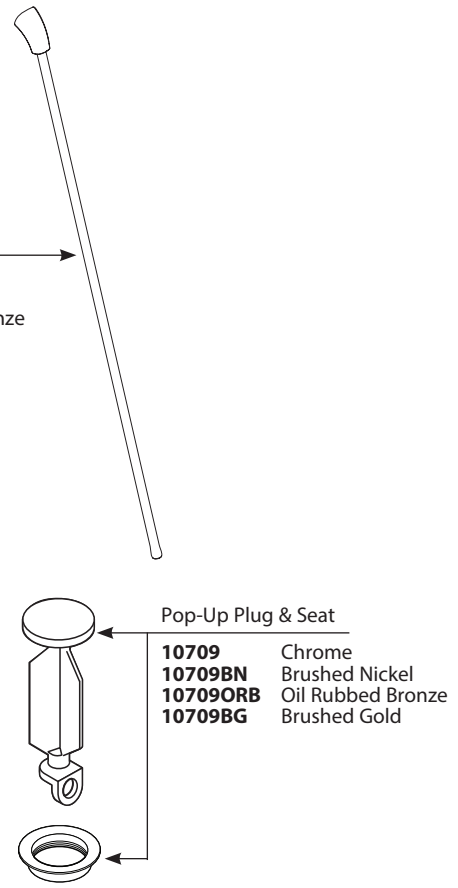 nze
Pop-Up Plug & Seat
10709 Chrome
10709BN Brushed Nickel
10709ORB Oil Rubbed Bronze
10709BG Brushed Gold